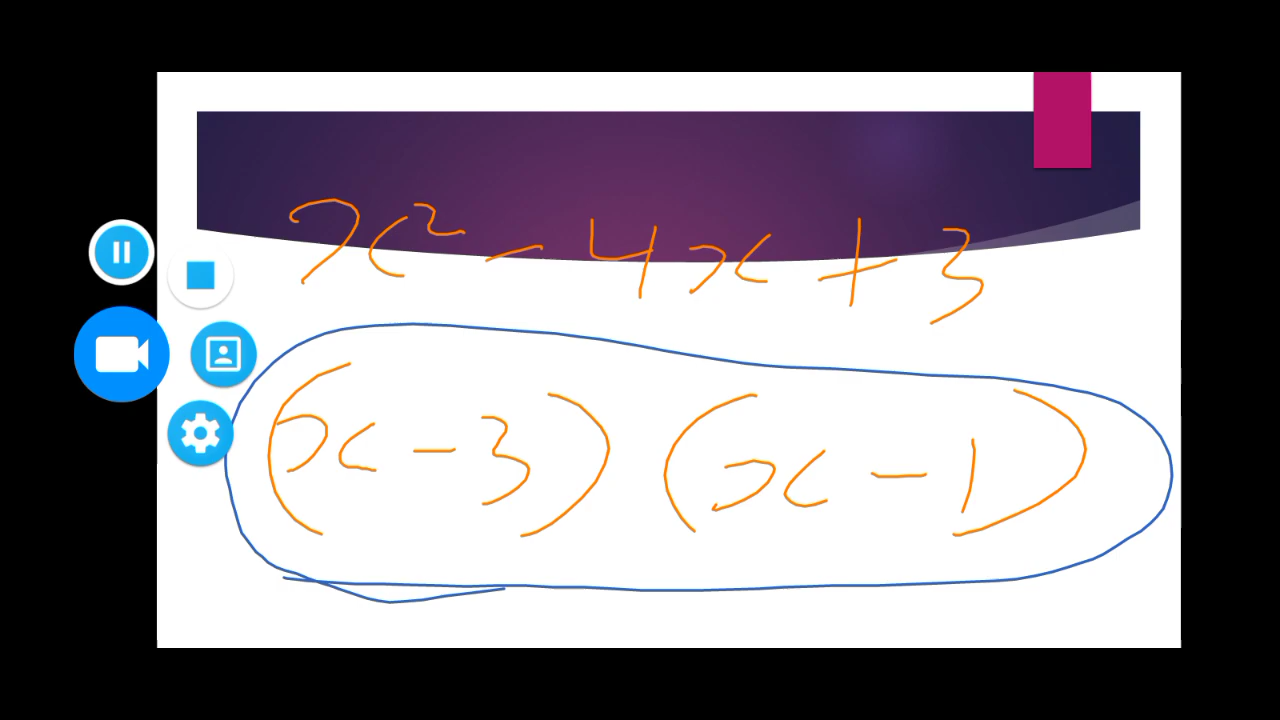 x² - 4x + 3
(x - 3) (x - 1)